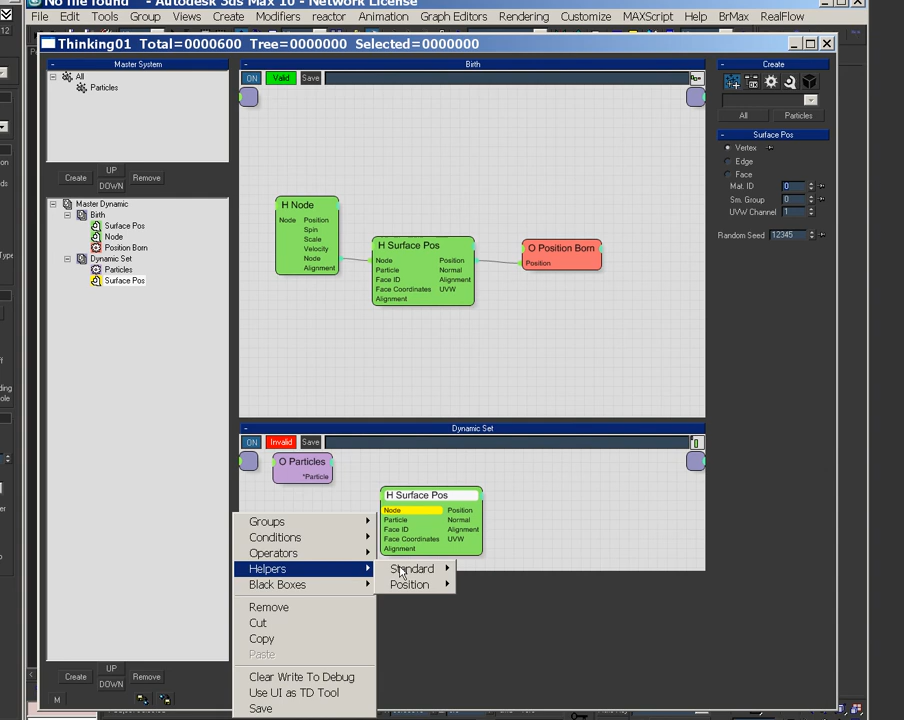 No file found - Autodesk 3ds Max 10 - Network License
File Edit Tools Group Views Create Modifiers reactor Animation Graph Editors Rendering Customize MAXScript Help BrMax RealFlow
12
Thinking01 Total=0000600 Tree=0000000 Selected=0000000
- Master System
All
Particles
Create UP DOWN Remove
Master Dynamic
Birth
Surface Pos
Node
Position Born
Dynamic Set
Particles
Surface Pos
Create UP DOWN Remove
M
- Birth
ON Valid Save
H Node
Node Position
Spin
Scale
Velocity
Node
Alignment
H Surface Pos
Node Position
Particle Normal
Face ID Alignment
Face Coordinates UVW
Alignment
O Position Born
Position
- Dynamic Set
ON Invalid Save
O Particles
*Particle
H Surface Pos
Node Position
Particle Normal
Face ID Alignment
Face Coordinates UVW
Alignment
Groups
Conditions
Operators
Helpers
Black Boxes
Remove
Cut
Copy
Paste
Clear Write To Debug
Use UI as TD Tool
Save
Standard
Position
- Create
All Particles
- Surface Pos
Vertex
Edge
Face
Mat. ID 0
Sm. Group 0
UVW Channel 1
Random Seed 12345